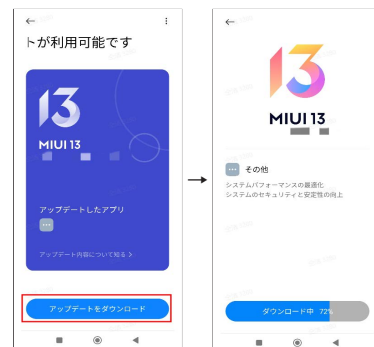 トが利用可能です
13
MIUI 13
アップデートしたアプリ
アップデート内容について知る >
アップデートをダウンロード
13
MIUI 13
その他
システムパフォーマンスの最適化
システムのセキュリティと安定性の向上
ダウンロード中 72%